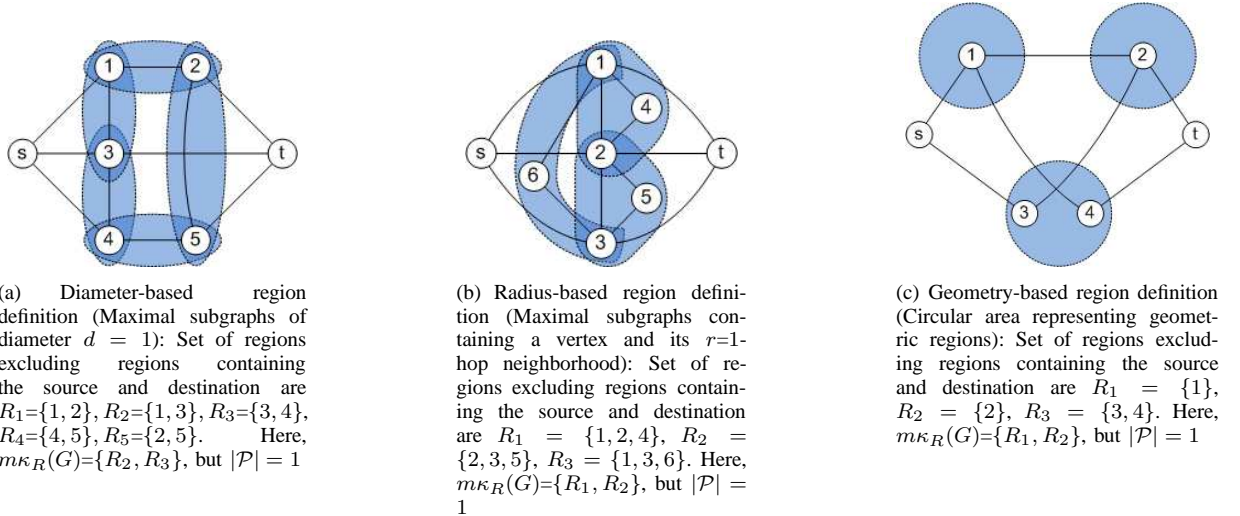 1
2
s
3
t
4
5
1
4
s
2
t
6
5
3
1
2
s
t
3
4
(a) Diameter-based region
definition (Maximal subgraphs of
diameter d = 1): Set of regions
excluding regions containing
the source and destination are
R1={1, 2}, R2={1, 3}, R3={3, 4},
R4={4, 5}, R5={2, 5}. Here,
mκR(G)={R2, R3}, but |P| = 1
(b) Radius-based region defini-
tion (Maximal subgraphs con-
taining a vertex and its r=1-
hop neighborhood): Set of re-
gions excluding regions contain-
ing the source and destination
are R1 = {1, 2, 4}, R2 =
{2, 3, 5}, R3 = {1, 3, 6}. Here,
mκR(G)={R1, R2}, but |P| =
1
(c) Geometry-based region definition
(Circular area representing geomet-
ric regions): Set of regions exclud-
ing regions containing the source
and destination are R1 = {1},
R2 = {2}, R3 = {3, 4}. Here,
mκR(G)={R1, R2}, but |P| = 1